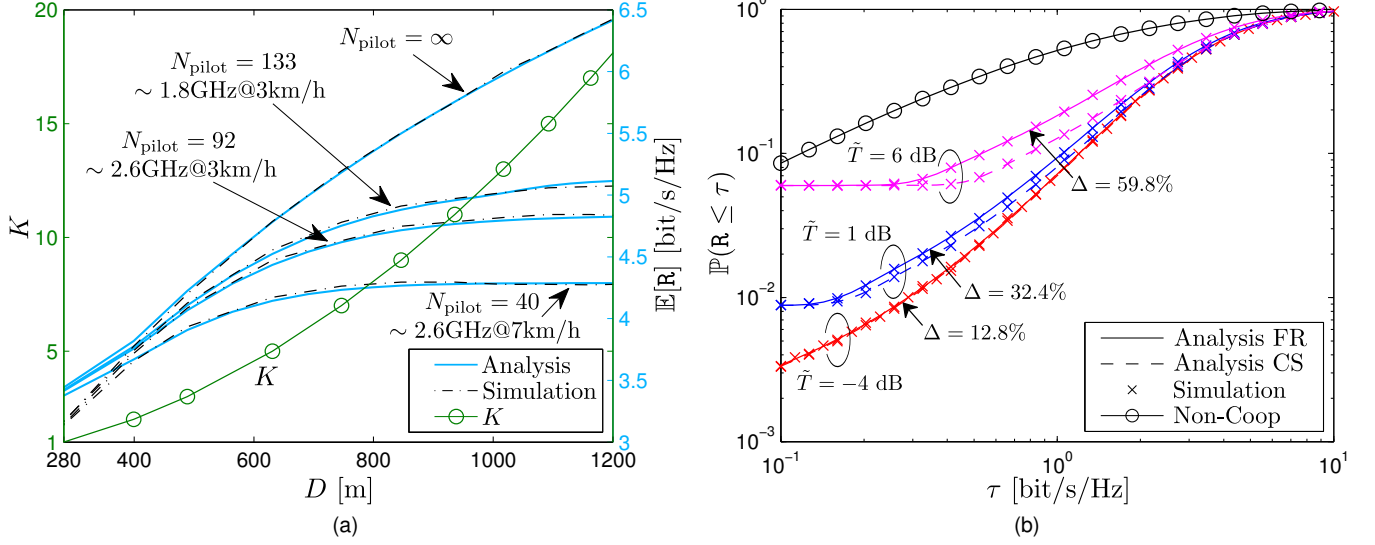 20
15
10
5
1
K
6.5
6
5.5
5
4.5
4
3.5
3
𝔼[R] [bit/s/Hz]
N_pilot = ∞
N_pilot = 133
∼ 1.8GHz@3km/h
N_pilot = 92
∼ 2.6GHz@3km/h
N_pilot = 40
∼ 2.6GHz@7km/h
K
Analysis
Simulation
K
280 400 600 800 1000 1200
D [m]
(a)
10^0
10^−1
10^−2
10^−3
ℙ(R ≤ τ)
T̃ = 6 dB
Δ = 59.8%
T̃ = 1 dB
Δ = 32.4%
Δ = 12.8%
T̃ = −4 dB
Analysis FR
Analysis CS
Simulation
Non-Coop
10^−1 10^0 10^1
τ [bit/s/Hz]
(b)